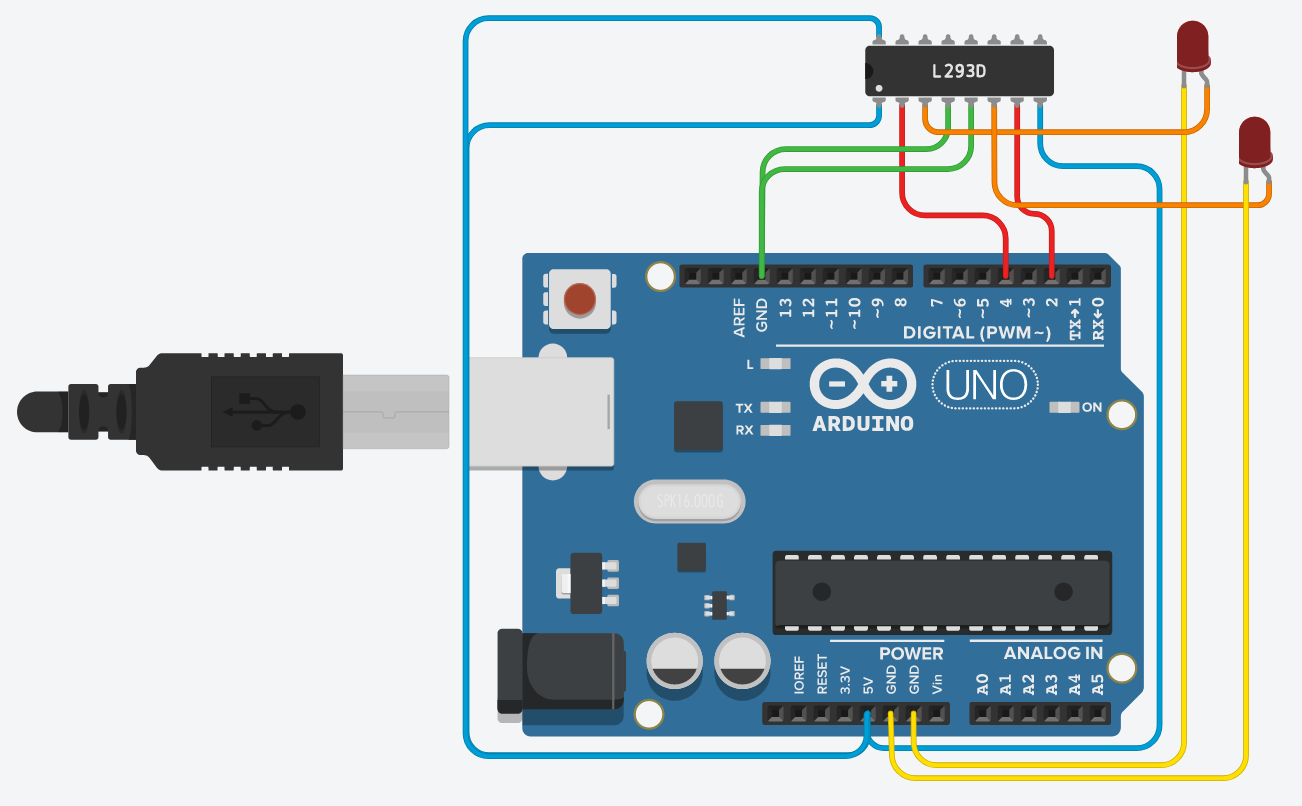 L293D
AREF
GND
13
12
~11
~10
~9
8
7
~6
~5
4
~3
2
TX→1
RX←0
DIGITAL (PWM~)
L
TX
RX
ARDUINO
UNO
ON
SPK16.000G
POWER
ANALOG IN
IOREF
RESET
3.3V
5V
GND
GND
Vin
A0
A1
A2
A3
A4
A5